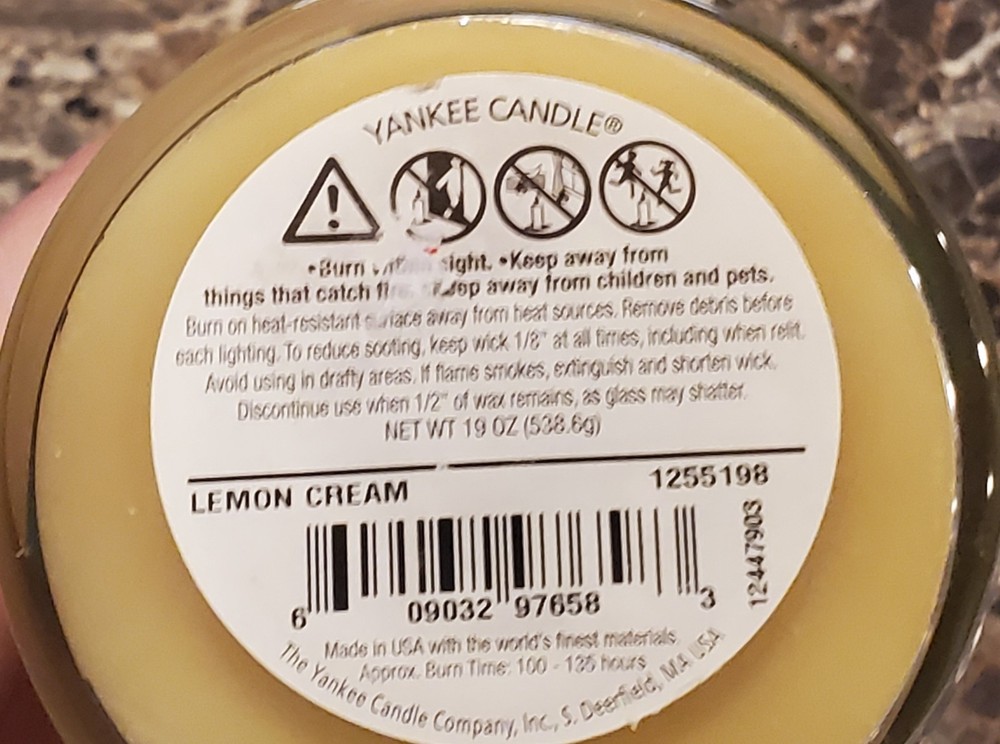 YANKEE CANDLE®
•Burn within sight. •Keep away from
things that catch fire. Keep away from children and pets.
Burn on heat-resistant surface away from heat sources. Remove debris before
each lighting. To reduce sooting, keep wick 1/8" at all times, including when relit.
Avoid using in drafty areas. If flame smokes, extinguish and shorten wick.
Discontinue use when 1/2" of wax remains, as glass may shatter.
NET WT 19 OZ (538.6g)
LEMON CREAM
1255198
12447903
6 09032 97658 3
Made in USA with the world's finest materials
Approx. Burn Time: 100 - 125 hours
The Yankee Candle Company, Inc., S. Deerfield, MA USA